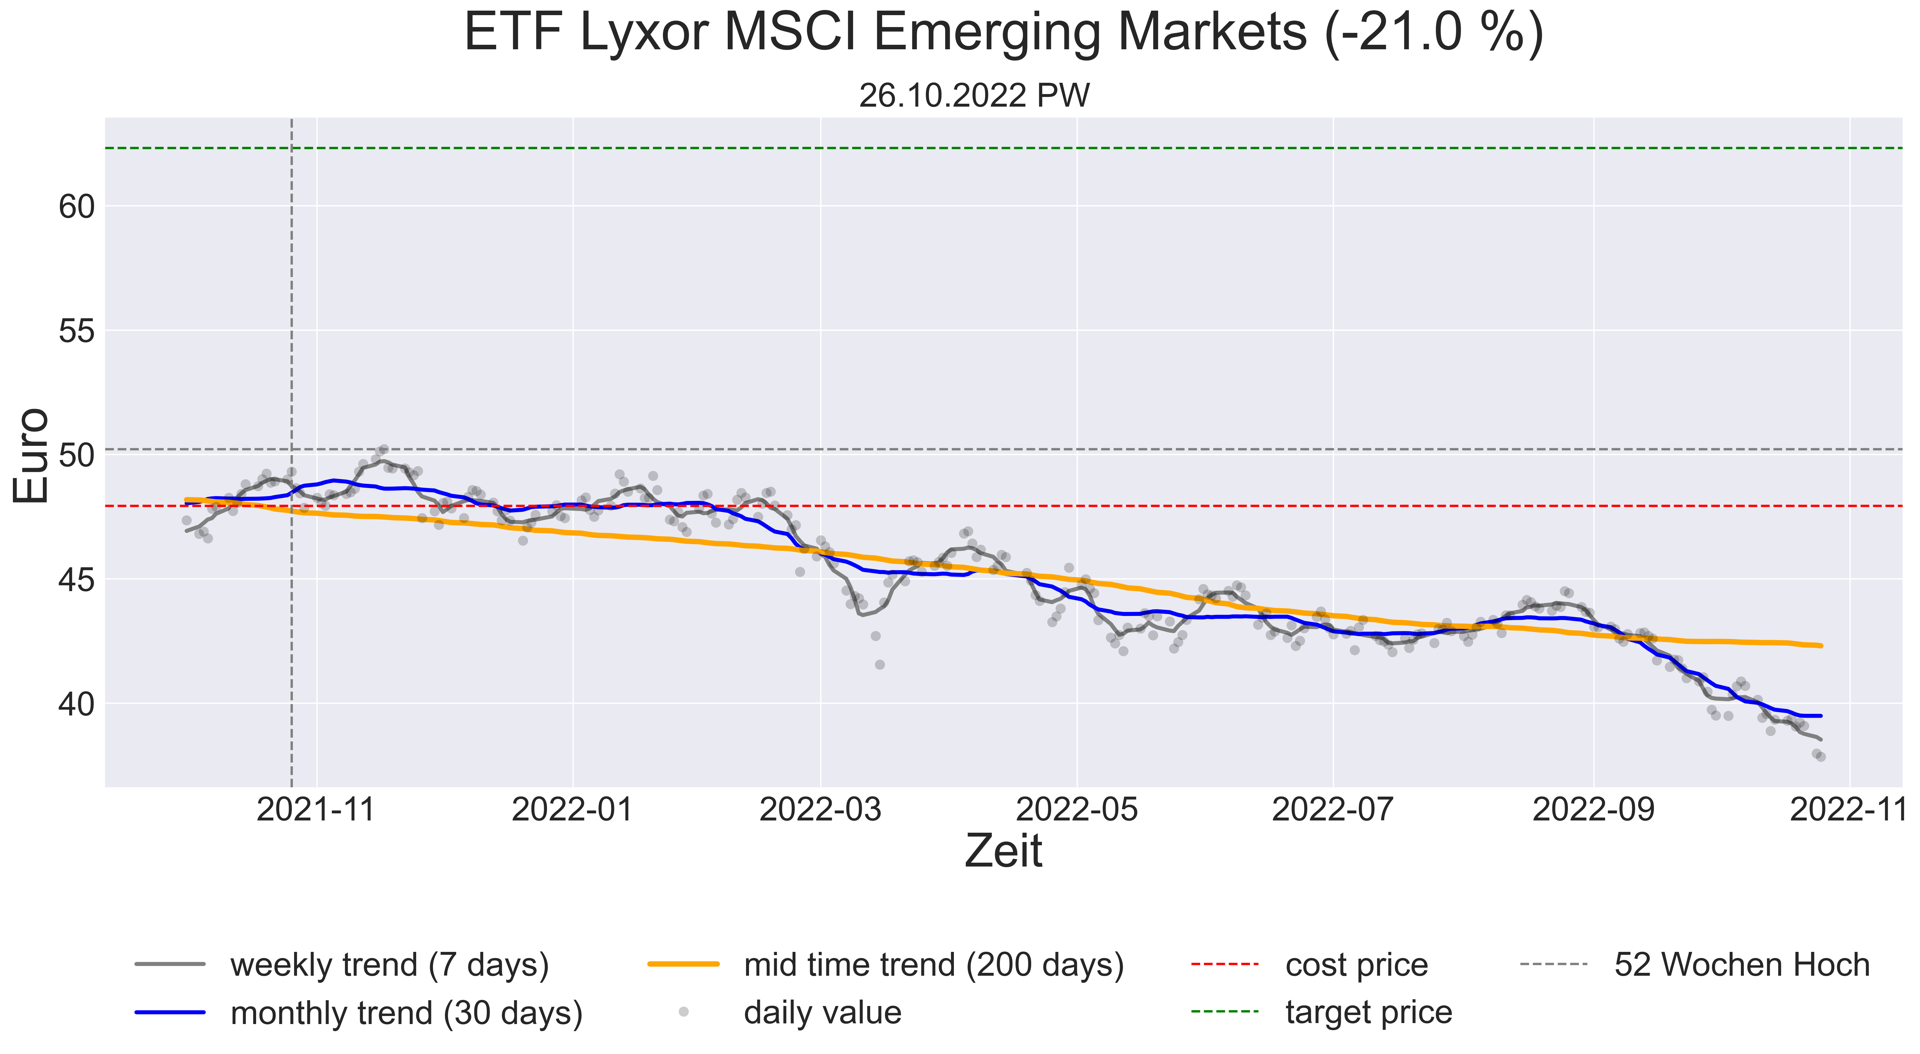 ETF Lyxor MSCI Emerging Markets (-21.0 %)
26.10.2022 PW
60
55
50
45
40
Euro
2021-11 2022-01 2022-03 2022-05 2022-07 2022-09 2022-11
Zeit
weekly trend (7 days) mid time trend (200 days) cost price 52 Wochen Hoch
monthly trend (30 days) daily value target price